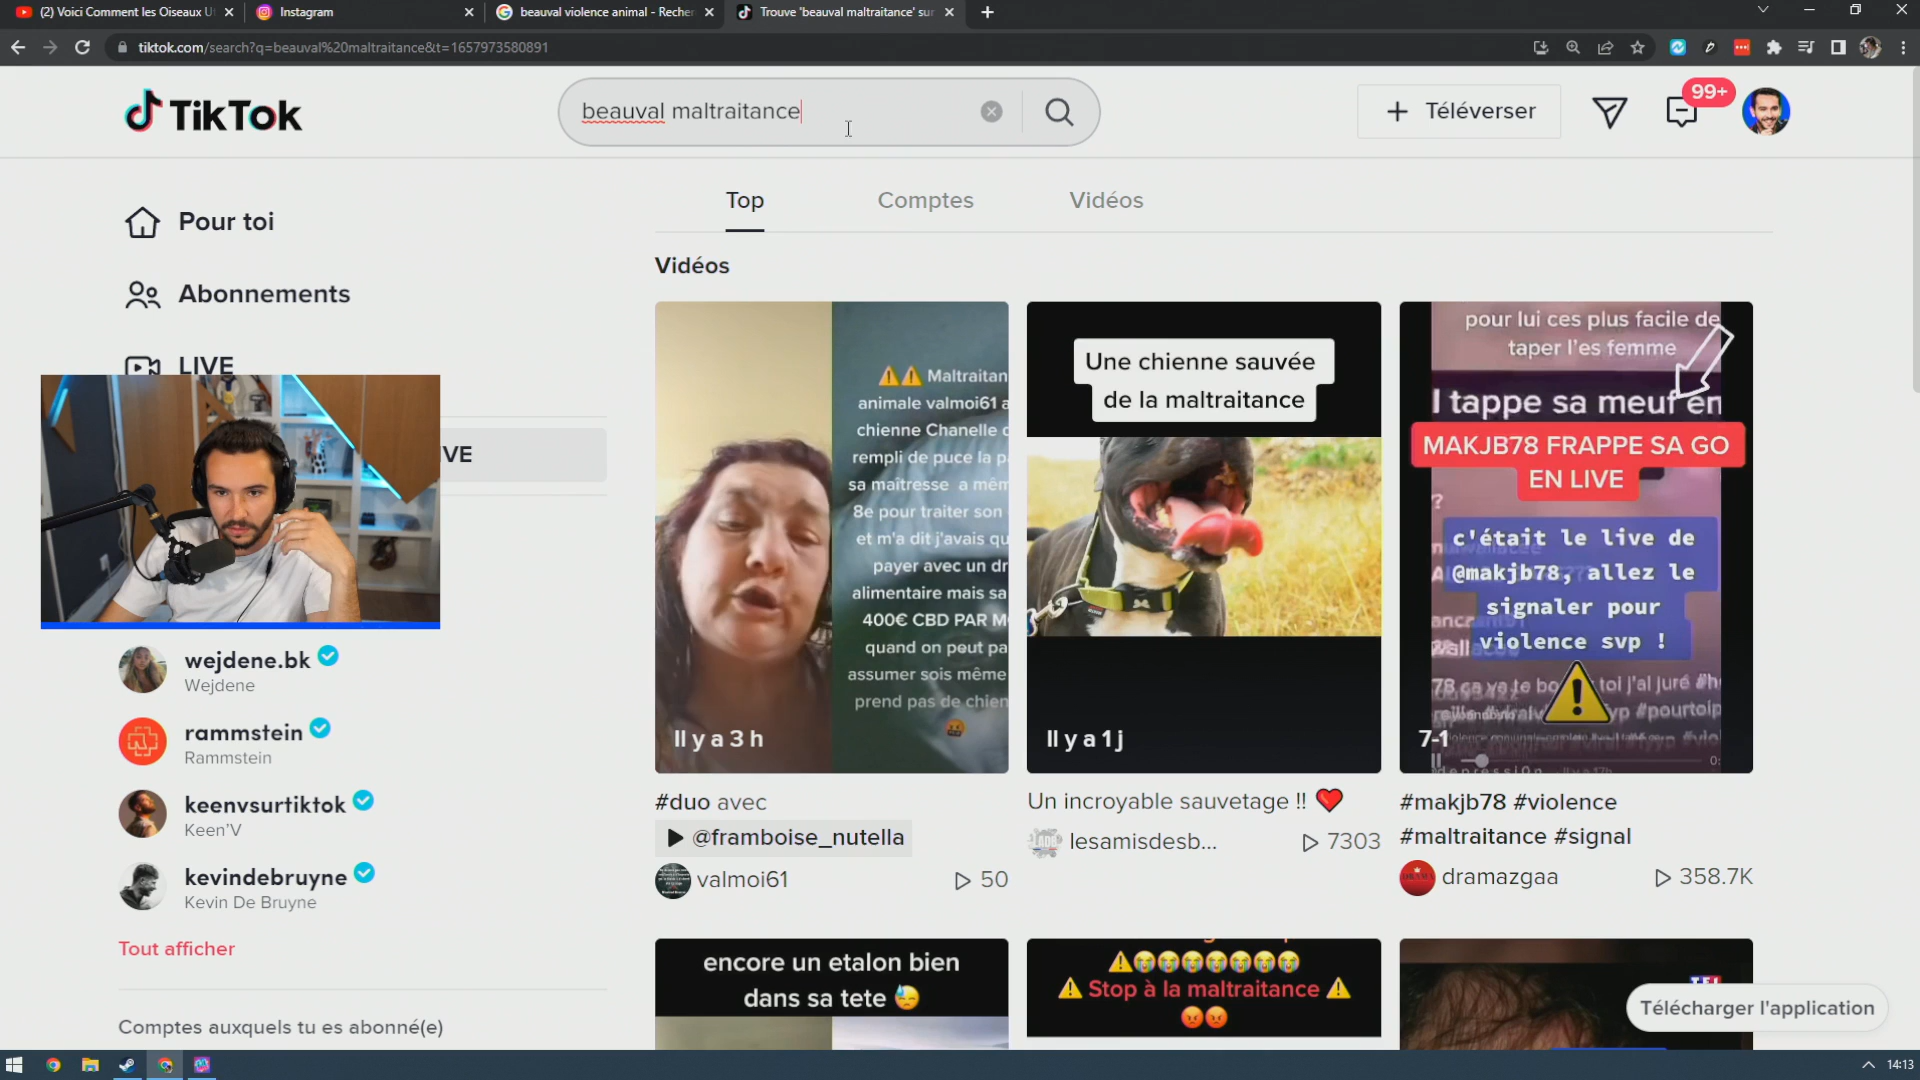 (2) Voici Comment les Oiseaux U
Instagram
beauval violence animal - Recher
Trouve 'beauval maltraitance' sur
tiktok.com/search?q=beauval%20maltraitance&t=1657973580891
TikTok
beauval maltraitance
Téléverser
99+
Top
Comptes
Vidéos
Pour toi
Abonnements
LIVE
VE
wejdene.bk
Wejdene
rammstein
Rammstein
keenvsurtiktok
Keen'V
kevindebruyne
Kevin De Bruyne
Tout afficher
Comptes auxquels tu es abonné(e)
Vidéos
⚠️⚠️ Maltraitan
animale valmoi61 a
chienne Chanelle
rempli de puce la p
sa maîtresse a mêm
8e pour traiter son
et m'a dit j'avais qu
payer avec un dr
alimentaire mais sa
400€ CBD PAR M
quand on peut pa
assumer sois même
prend pas de chien
Il y a 3 h
#duo avec
@framboise_nutella
valmoi61
50
Une chienne sauvée
de la maltraitance
Il y a 1 j
Un incroyable sauvetage !! ❤️
lesamisdesb...
7303
pour lui ces plus facile de
taper l'es femme
l tappe sa meuf en
MAKJB78 FRAPPE SA GO
EN LIVE
c'était le live de
@makjb78, allez le
signaler pour
violence svp !
7-1
#makjb78 #violence
#maltraitance #signal
dramazgaa
358.7K
encore un etalon bien
dans sa tete 😓
⚠️😭😭😭😭😭😭😭
⚠️ Stop à la maltraitance ⚠️
😡😡
TF1
Télécharger l'application
14:13